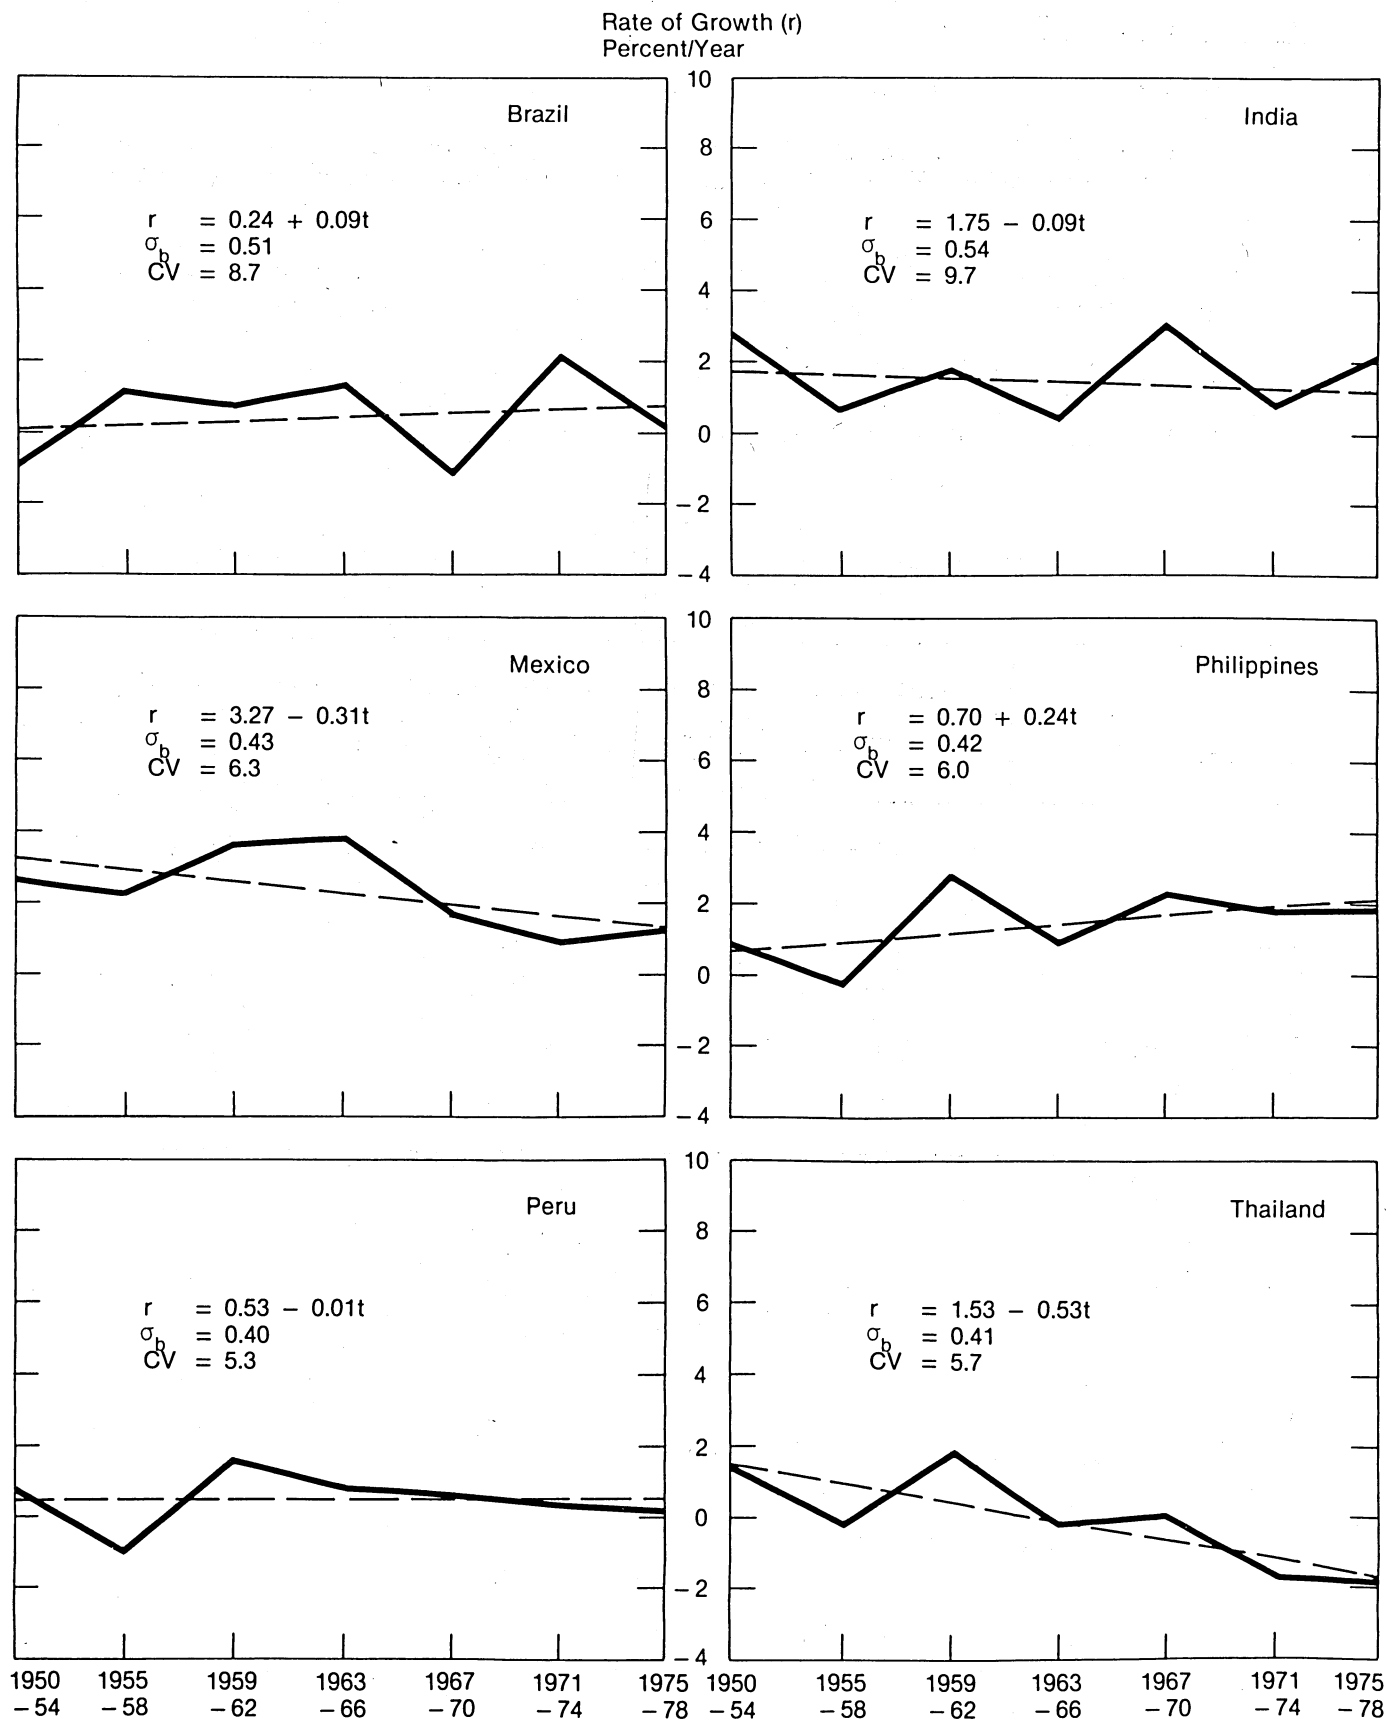 Rate of Growth (r)
Percent/Year
Brazil
r = 0.24 + 0.09t
σb = 0.51
CV = 8.7
10
8
6
4
2
0
−2
−4
India
r = 1.75 − 0.09t
σb = 0.54
CV = 9.7
Mexico
r = 3.27 − 0.31t
σb = 0.43
CV = 6.3
10
8
6
4
2
0
−2
−4
Philippines
r = 0.70 + 0.24t
σb = 0.42
CV = 6.0
Peru
r = 0.53 − 0.01t
σb = 0.40
CV = 5.3
10
8
6
4
2
0
−2
−4
Thailand
r = 1.53 − 0.53t
σb = 0.41
CV = 5.7
1950 1955 1959 1963 1967 1971 1975 1950 1955 1959 1963 1967 1971 1975
−54 −58 −62 −66 −70 −74 −78 −54 −58 −62 −66 −70 −74 −78